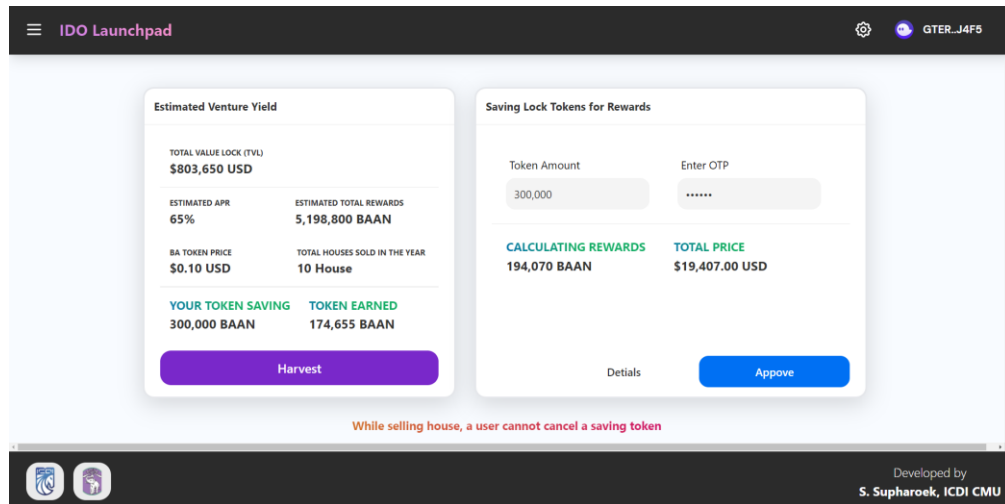 IDO Launchpad
GTER..J4F5
Estimated Venture Yield
TOTAL VALUE LOCK (TVL)
$803,650 USD
ESTIMATED APR
65%
ESTIMATED TOTAL REWARDS
5,198,800 BAAN
BA TOKEN PRICE
$0.10 USD
TOTAL HOUSES SOLD IN THE YEAR
10 House
YOUR TOKEN SAVING
300,000 BAAN
TOKEN EARNED
174,655 BAAN
Harvest
Saving Lock Tokens for Rewards
Token Amount
300,000
Enter OTP
••••••
CALCULATING REWARDS
194,070 BAAN
TOTAL PRICE
$19,407.00 USD
Detials
Appove
While selling house, a user cannot cancel a saving token
Developed by
S. Supharoek, ICDI CMU